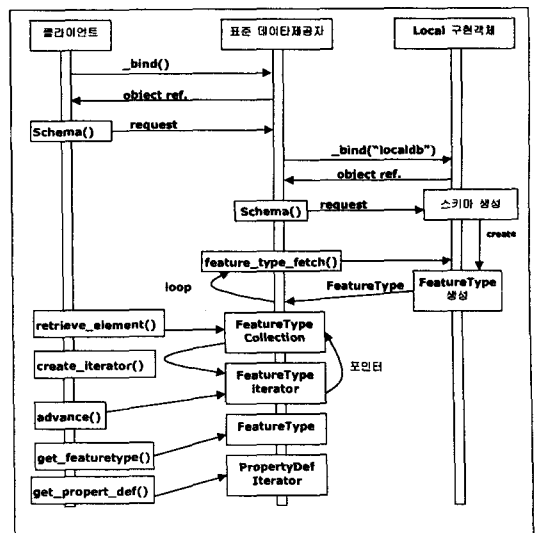 클라이언트
표준 데이타제공자
Local 구현객체
_bind()
object ref.
Schema()
request
_bind("localdb")
object ref.
Schema()
request
스키마 생성
create
feature_type_fetch()
loop
FeatureType
FeatureType
생성
retrieve_element()
FeatureType
Collection
create_iterator()
포인터
FeatureType
iterator
advance()
FeatureType
get_featuretype()
PropertyDef
Iterator
get_propert_def()